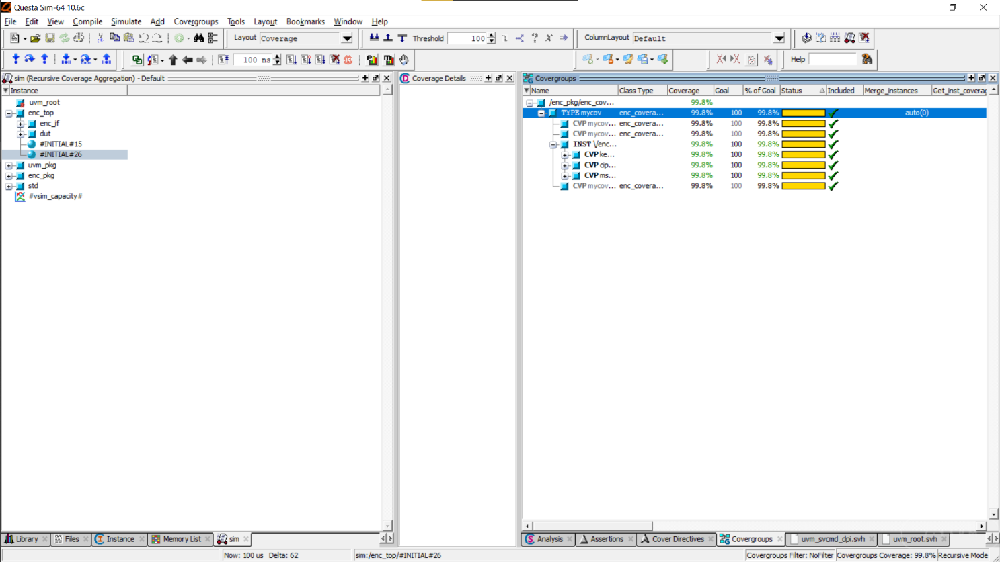 Questa Sim-64 10.6c
File Edit View Compile Simulate Add Covergroups Tools Layout Bookmarks Window Help
Layout Coverage Threshold 100 ColumnLayout Default
100 ns Help
sim (Recursive Coverage Aggregation) - Default
Instance
uvm_root
enc_top
enc_if
dut
#INITIAL#15
#INITIAL#26
uvm_pkg
enc_pkg
std
#vsim_capacity#
Coverage Details
Covergroups
Name Class Type Coverage Goal % of Goal Status Included Merge_instances Get_inst_coverag
/enc_pkg/enc_cov... 99.8%
TYPE mycov enc_covera... 99.8% 100 99.8% auto(0)
CVP mycov... enc_covera... 99.8% 100 99.8%
CVP mycov... enc_covera... 99.8% 100 99.8%
INST \/enc... 99.8% 100 99.8%
CVP ke... 99.8% 100 99.8%
CVP cip... 99.8% 100 99.8%
CVP ms... 99.8% 100 99.8%
CVP mycov... enc_covera... 99.8% 100 99.8%
Library Files Instance Memory List sim
Analysis Assertions Cover Directives Covergroups uvm_svcmd_dpi.svh uvm_root.svh
Now: 100 us Delta: 62 sim:/enc_top/#INITIAL#26 Covergroups Filter: NoFilter Covergroups Coverage: 99.8% Recursive Mode